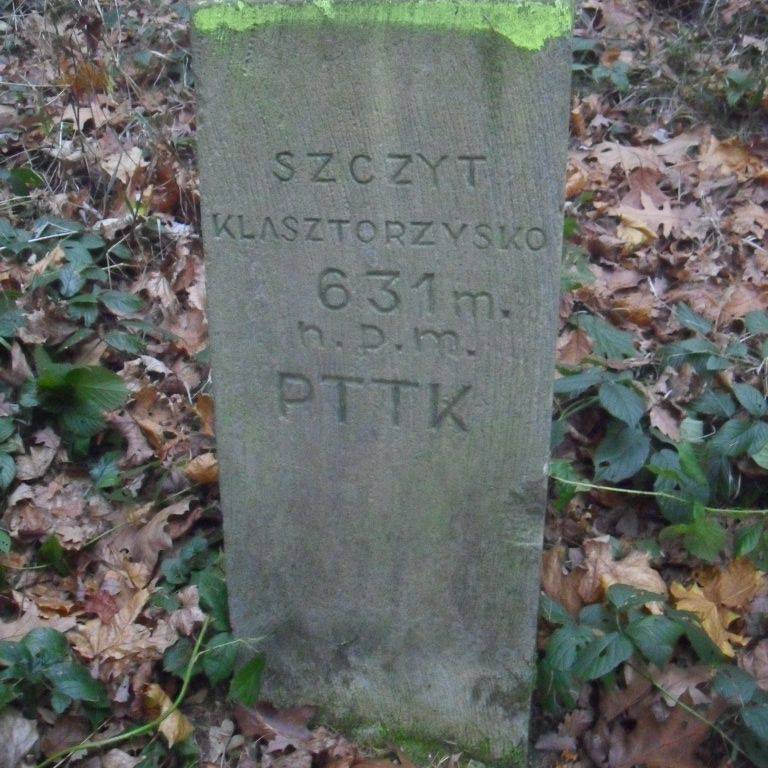 SZCZYT
KLASZTORZYSKO
631 m.
n.p.m.
PTTK